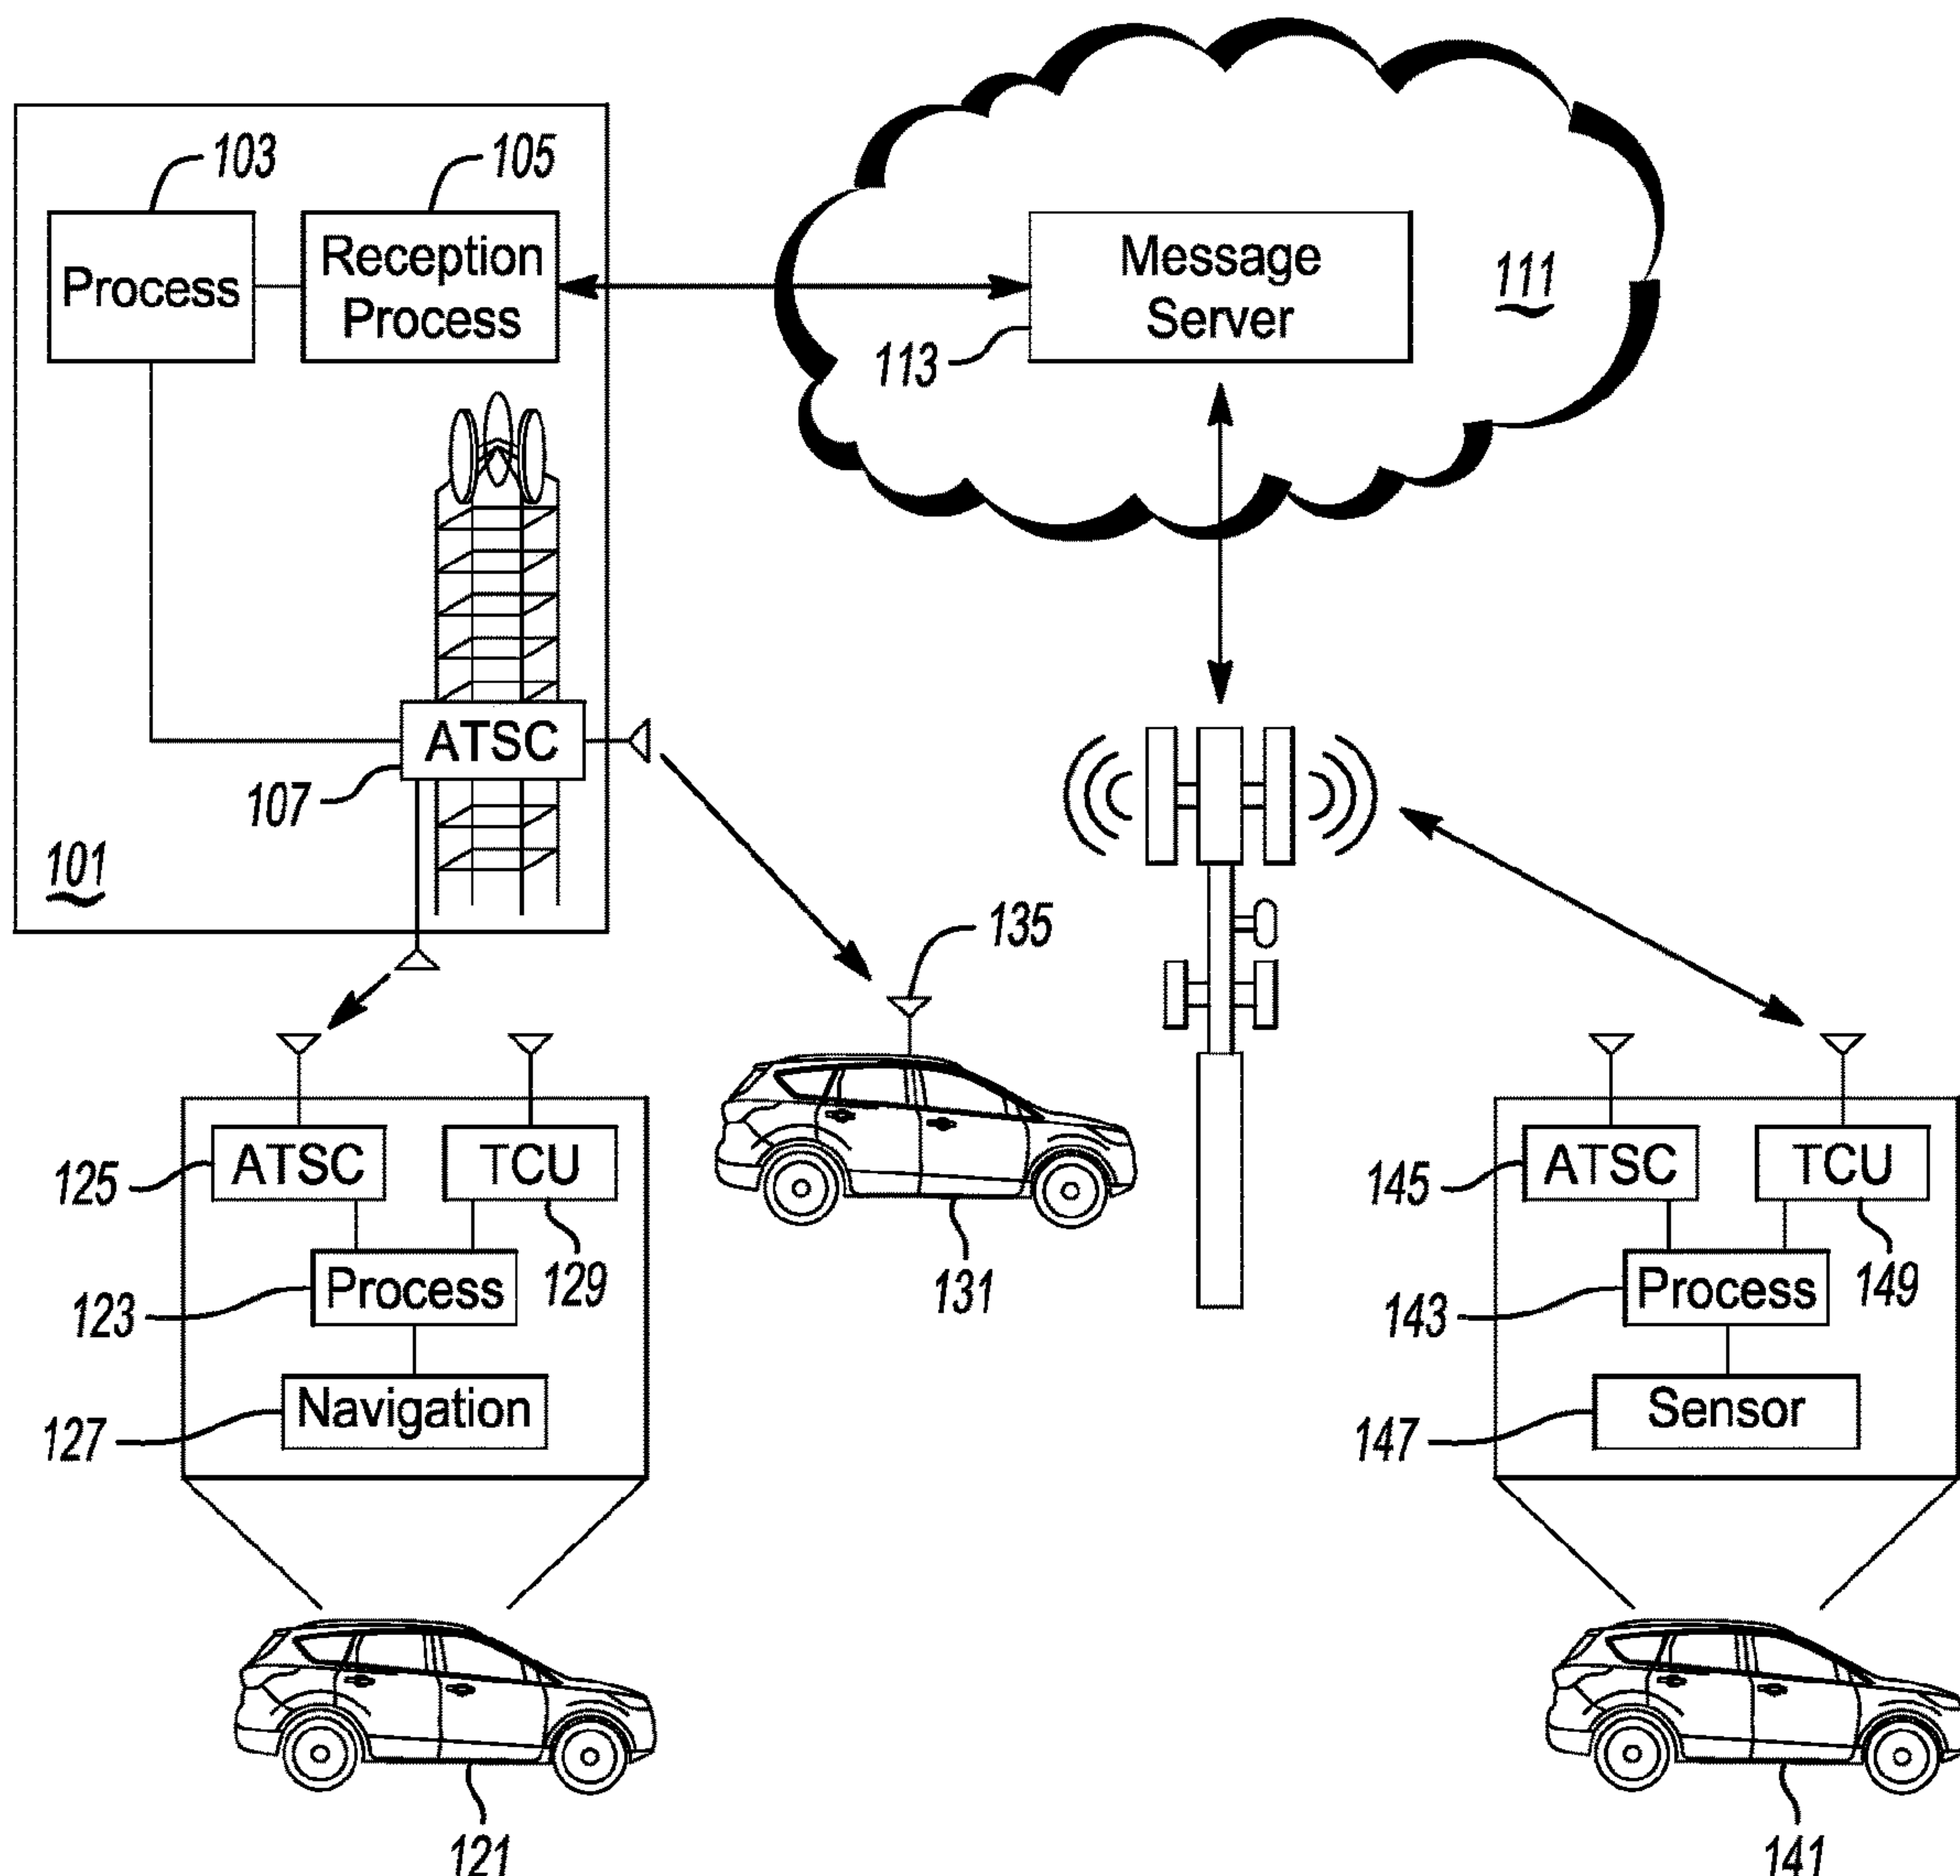 103
105
Process
Reception
Process
Message
Server
111
113
ATSC
107
101
135
125
ATSC
TCU
123
Process
129
127
Navigation
131
145
ATSC
TCU
143
Process
149
147
Sensor
121
141